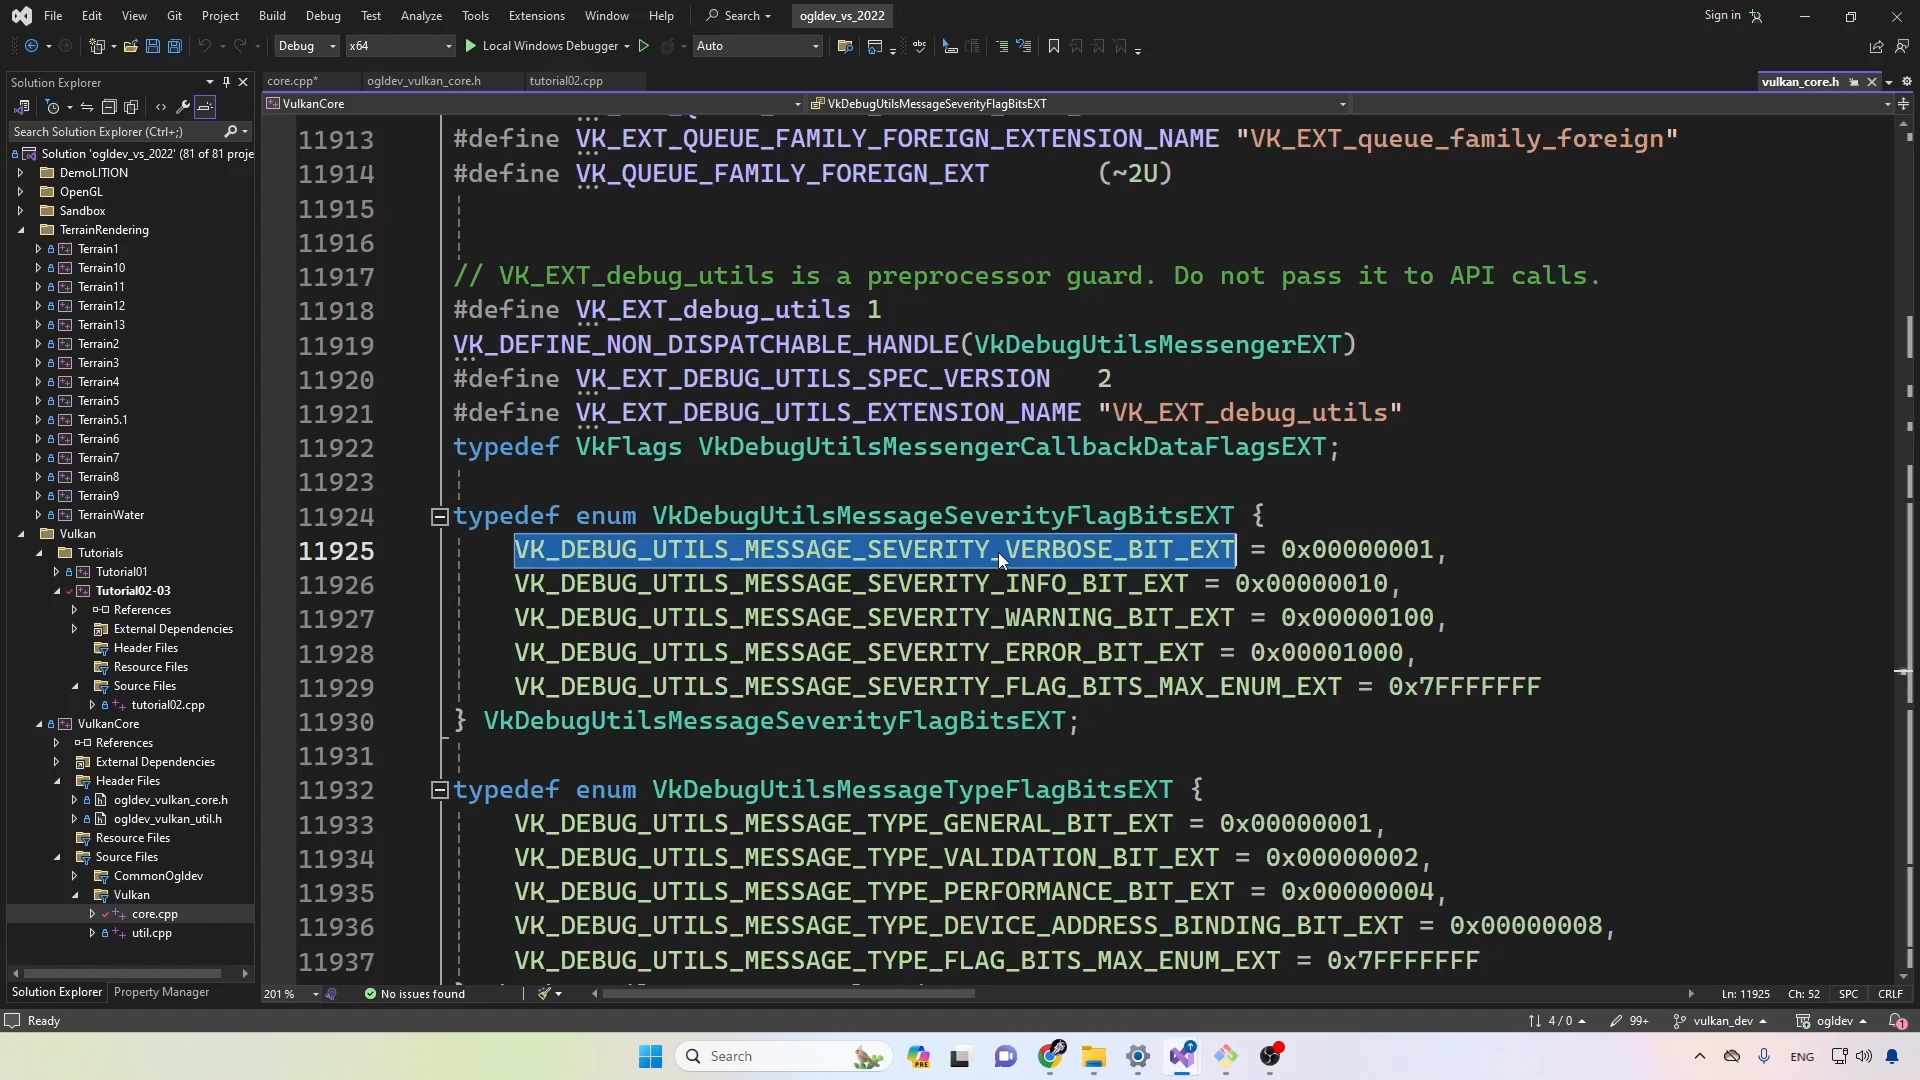 File Edit View Git Project Build Debug Test Analyze Tools Extensions Window Help Search ogldev_vs_2022 Sign in
Debug x64 Local Windows Debugger Auto
Solution Explorer
core.cpp* ogldev_vulkan_core.h tutorial02.cpp vulkan_core.h
VulkanCore VkDebugUtilsMessageSeverityFlagBitsEXT
Search Solution Explorer (Ctrl+;)
Solution 'ogldev_vs_2022' (81 of 81 proje
DemoLITION
OpenGL
Sandbox
TerrainRendering
Terrain1
Terrain10
Terrain11
Terrain12
Terrain13
Terrain2
Terrain3
Terrain4
Terrain5
Terrain5.1
Terrain6
Terrain7
Terrain8
Terrain9
TerrainWater
Vulkan
Tutorials
Tutorial01
Tutorial02-03
References
External Dependencies
Header Files
Resource Files
Source Files
tutorial02.cpp
VulkanCore
References
External Dependencies
Header Files
ogldev_vulkan_core.h
ogldev_vulkan_util.h
Resource Files
Source Files
CommonOgldev
Vulkan
core.cpp
util.cpp
Solution Explorer Property Manager
11913 #define VK_EXT_QUEUE_FAMILY_FOREIGN_EXTENSION_NAME "VK_EXT_queue_family_foreign"
11914 #define VK_QUEUE_FAMILY_FOREIGN_EXT (~2U)
11915
11916
11917 // VK_EXT_debug_utils is a preprocessor guard. Do not pass it to API calls.
11918 #define VK_EXT_debug_utils 1
11919 VK_DEFINE_NON_DISPATCHABLE_HANDLE(VkDebugUtilsMessengerEXT)
11920 #define VK_EXT_DEBUG_UTILS_SPEC_VERSION 2
11921 #define VK_EXT_DEBUG_UTILS_EXTENSION_NAME "VK_EXT_debug_utils"
11922 typedef VkFlags VkDebugUtilsMessengerCallbackDataFlagsEXT;
11923
11924 typedef enum VkDebugUtilsMessageSeverityFlagBitsEXT {
11925 VK_DEBUG_UTILS_MESSAGE_SEVERITY_VERBOSE_BIT_EXT = 0x00000001,
11926 VK_DEBUG_UTILS_MESSAGE_SEVERITY_INFO_BIT_EXT = 0x00000010,
11927 VK_DEBUG_UTILS_MESSAGE_SEVERITY_WARNING_BIT_EXT = 0x00000100,
11928 VK_DEBUG_UTILS_MESSAGE_SEVERITY_ERROR_BIT_EXT = 0x00001000,
11929 VK_DEBUG_UTILS_MESSAGE_SEVERITY_FLAG_BITS_MAX_ENUM_EXT = 0x7FFFFFFF
11930 } VkDebugUtilsMessageSeverityFlagBitsEXT;
11931
11932 typedef enum VkDebugUtilsMessageTypeFlagBitsEXT {
11933 VK_DEBUG_UTILS_MESSAGE_TYPE_GENERAL_BIT_EXT = 0x00000001,
11934 VK_DEBUG_UTILS_MESSAGE_TYPE_VALIDATION_BIT_EXT = 0x00000002,
11935 VK_DEBUG_UTILS_MESSAGE_TYPE_PERFORMANCE_BIT_EXT = 0x00000004,
11936 VK_DEBUG_UTILS_MESSAGE_TYPE_DEVICE_ADDRESS_BINDING_BIT_EXT = 0x00000008,
11937 VK_DEBUG_UTILS_MESSAGE_TYPE_FLAG_BITS_MAX_ENUM_EXT = 0x7FFFFFFF
201 % No issues found Ln: 11925 Ch: 52 SPC CRLF
Ready 4 / 0 99+ vulkan_dev ogldev 1
Search PRE ENG